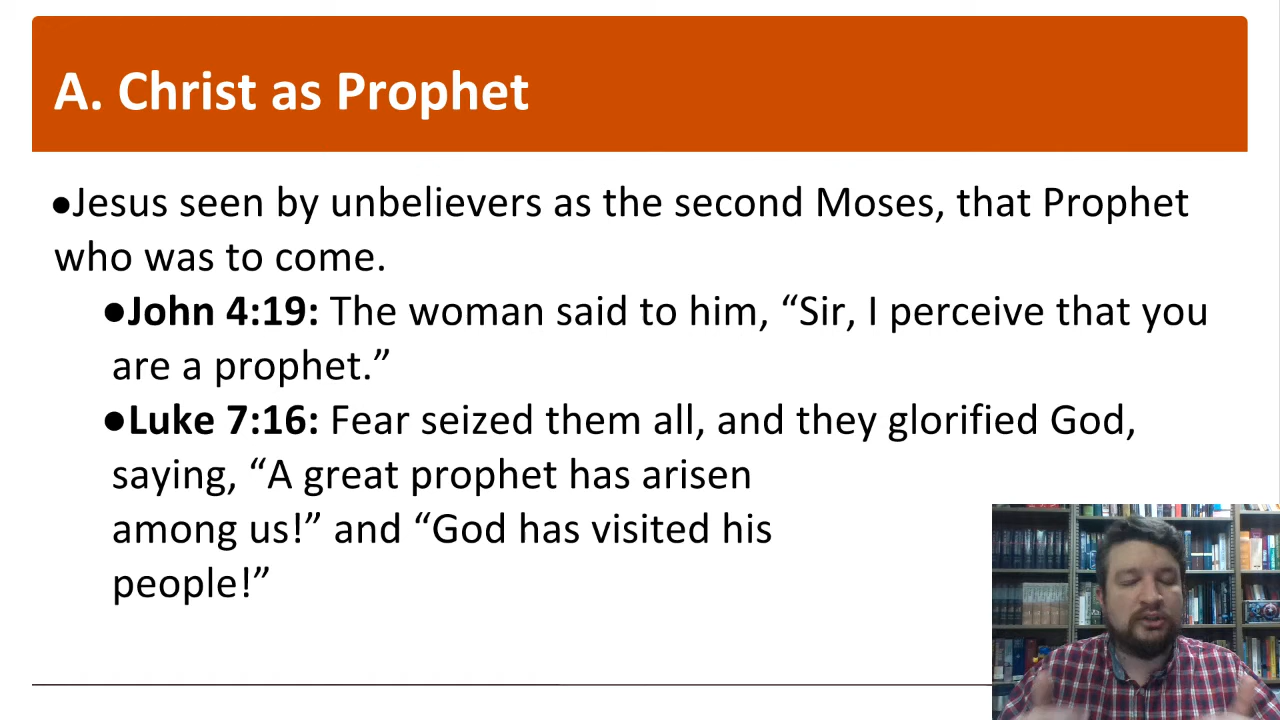 A. Christ as Prophet
●Jesus seen by unbelievers as the second Moses, that Prophet
who was to come.
●John 4:19: The woman said to him, “Sir, I perceive that you
are a prophet.”
●Luke 7:16: Fear seized them all, and they glorified God,
saying, “A great prophet has arisen
among us!” and “God has visited his
people!”